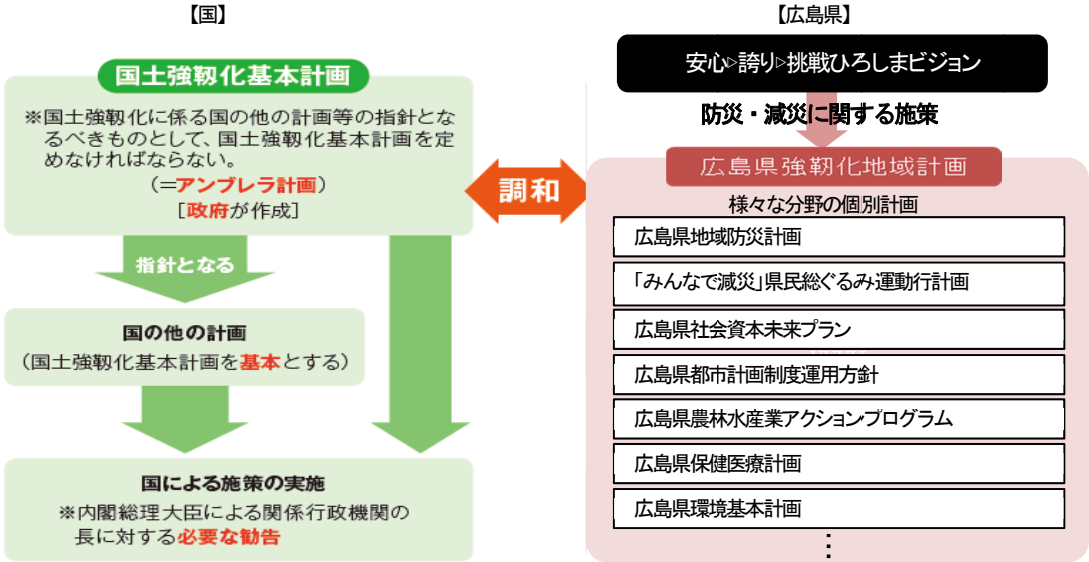 【国】
国土強靱化基本計画
※国土強靱化に係る国の他の計画等の指針とな
るべきものとして、国土強靱化基本計画を定
めなければならない。
(=アンブレラ計画)
[政府が作成]
指針となる
国の他の計画
(国土強靱化基本計画を基本とする)
国による施策の実施
※内閣総理大臣による関係行政機関の
長に対する必要な勧告
調和
【広島県】
安心▷誇り▷挑戦ひろしまビジョン
防災・減災に関する施策
広島県強靱化地域計画
様々な分野の個別計画
広島県地域防災計画
「みんなで減災」県民総ぐるみ運動行計画
広島県社会資本未来プラン
広島県都市計画制度運用方針
広島県農林水産業アクションプログラム
広島県保健医療計画
広島県環境基本計画
⋮